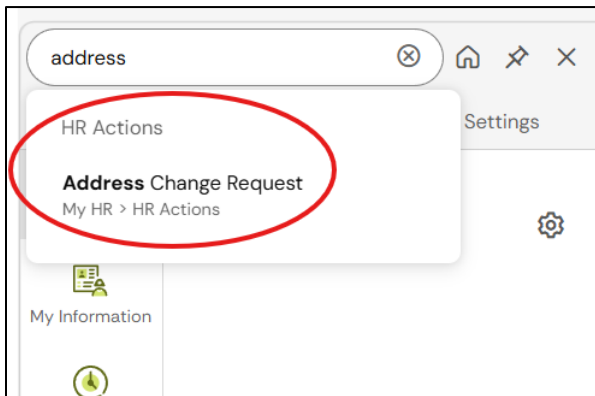 address
Settings
HR Actions
Address Change Request
My HR > HR Actions
My Information